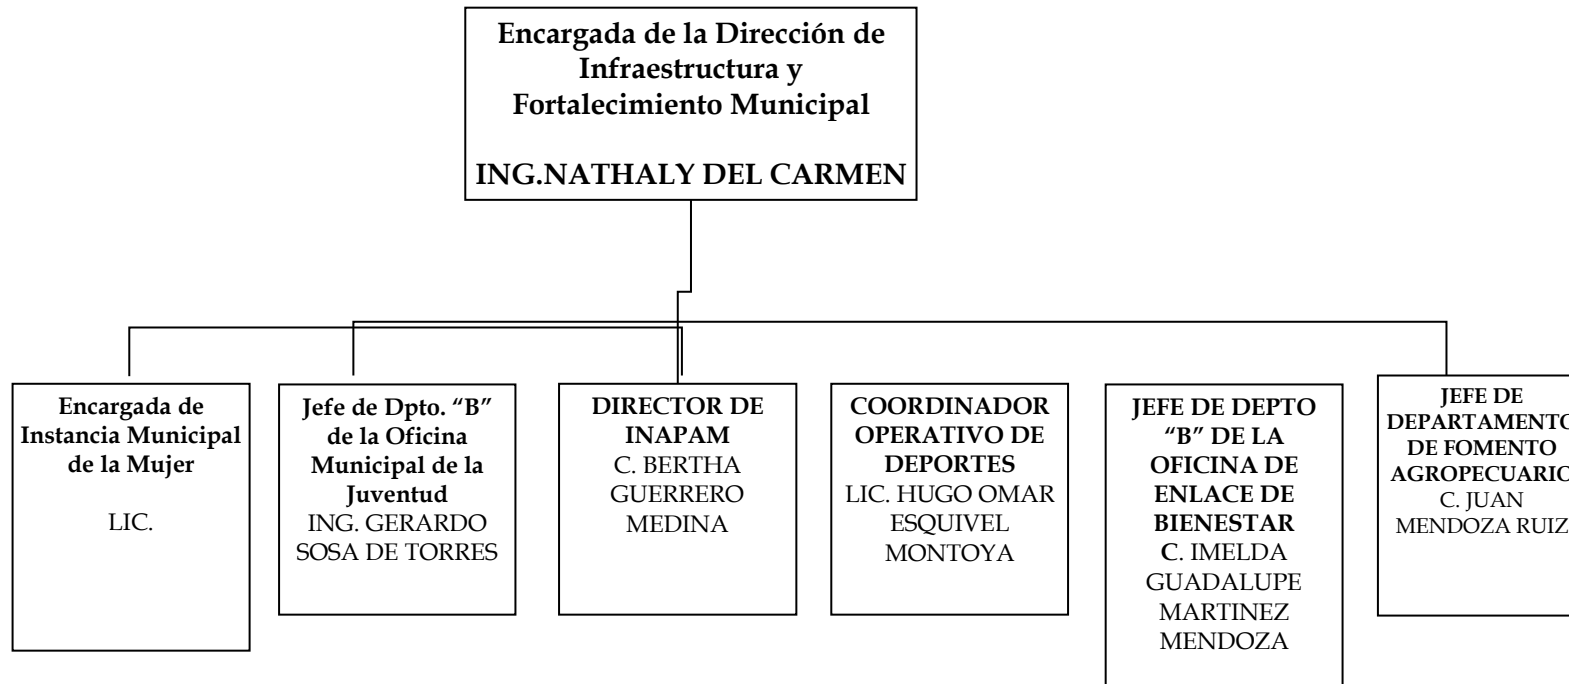 Encargada de la Dirección de
Infraestructura y
Fortalecimiento Municipal
ING.NATHALY DEL CARMEN
Encargada de
Instancia Municipal
de la Mujer
LIC.
Jefe de Dpto. “B”
de la Oficina
Municipal de la
Juventud
ING. GERARDO
SOSA DE TORRES
DIRECTOR DE
INAPAM
C. BERTHA
GUERRERO
MEDINA
COORDINADOR
OPERATIVO DE
DEPORTES
LIC. HUGO OMAR
ESQUIVEL
MONTOYA
JEFE DE DEPTO
“B” DE LA
OFICINA DE
ENLACE DE
BIENESTAR
C. IMELDA
GUADALUPE
MARTINEZ
MENDOZA
JEFE DE
DEPARTAMENTO
DE FOMENTO
AGROPECUARIO
C. JUAN
MENDOZA RUIZ